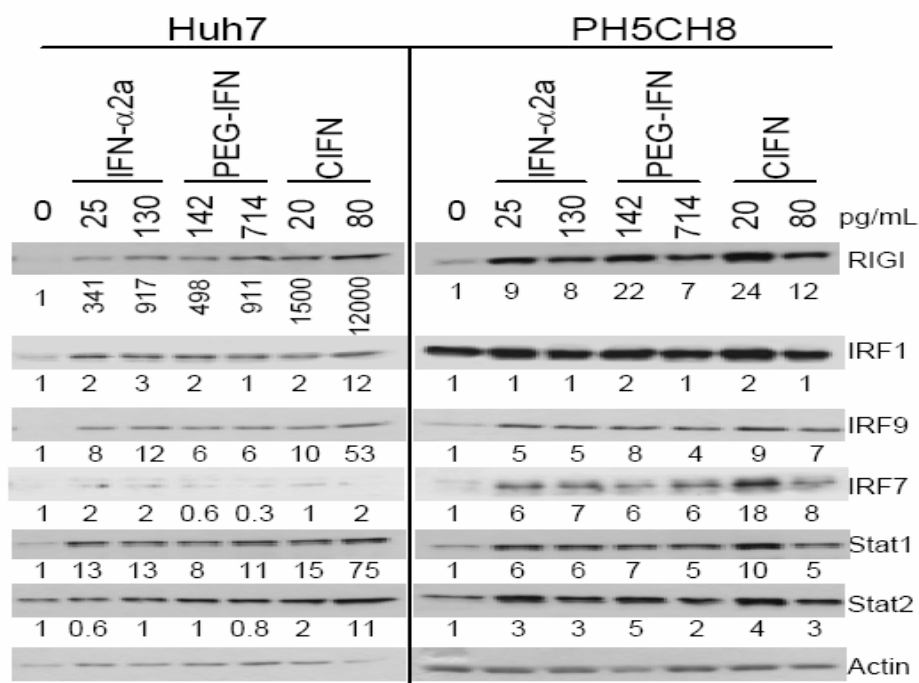 Huh7 PH5CH8
IFN-α2a PEG-IFN CIFN IFN-α2a PEG-IFN CIFN
0 25 130 142 714 20 80 0 25 130 142 714 20 80 pg/mL
RIGI
1 341 917 498 911 1500 12000 1 9 8 22 7 24 12
IRF1
1 2 3 2 1 2 12 1 1 1 2 1 2 1
IRF9
1 8 12 6 6 10 53 1 5 5 8 4 9 7
IRF7
1 2 2 0.6 0.3 1 2 1 6 7 6 6 18 8
Stat1
1 13 13 8 11 15 75 1 6 6 7 5 10 5
Stat2
1 0.6 1 1 0.8 2 11 1 3 3 5 2 4 3
Actin